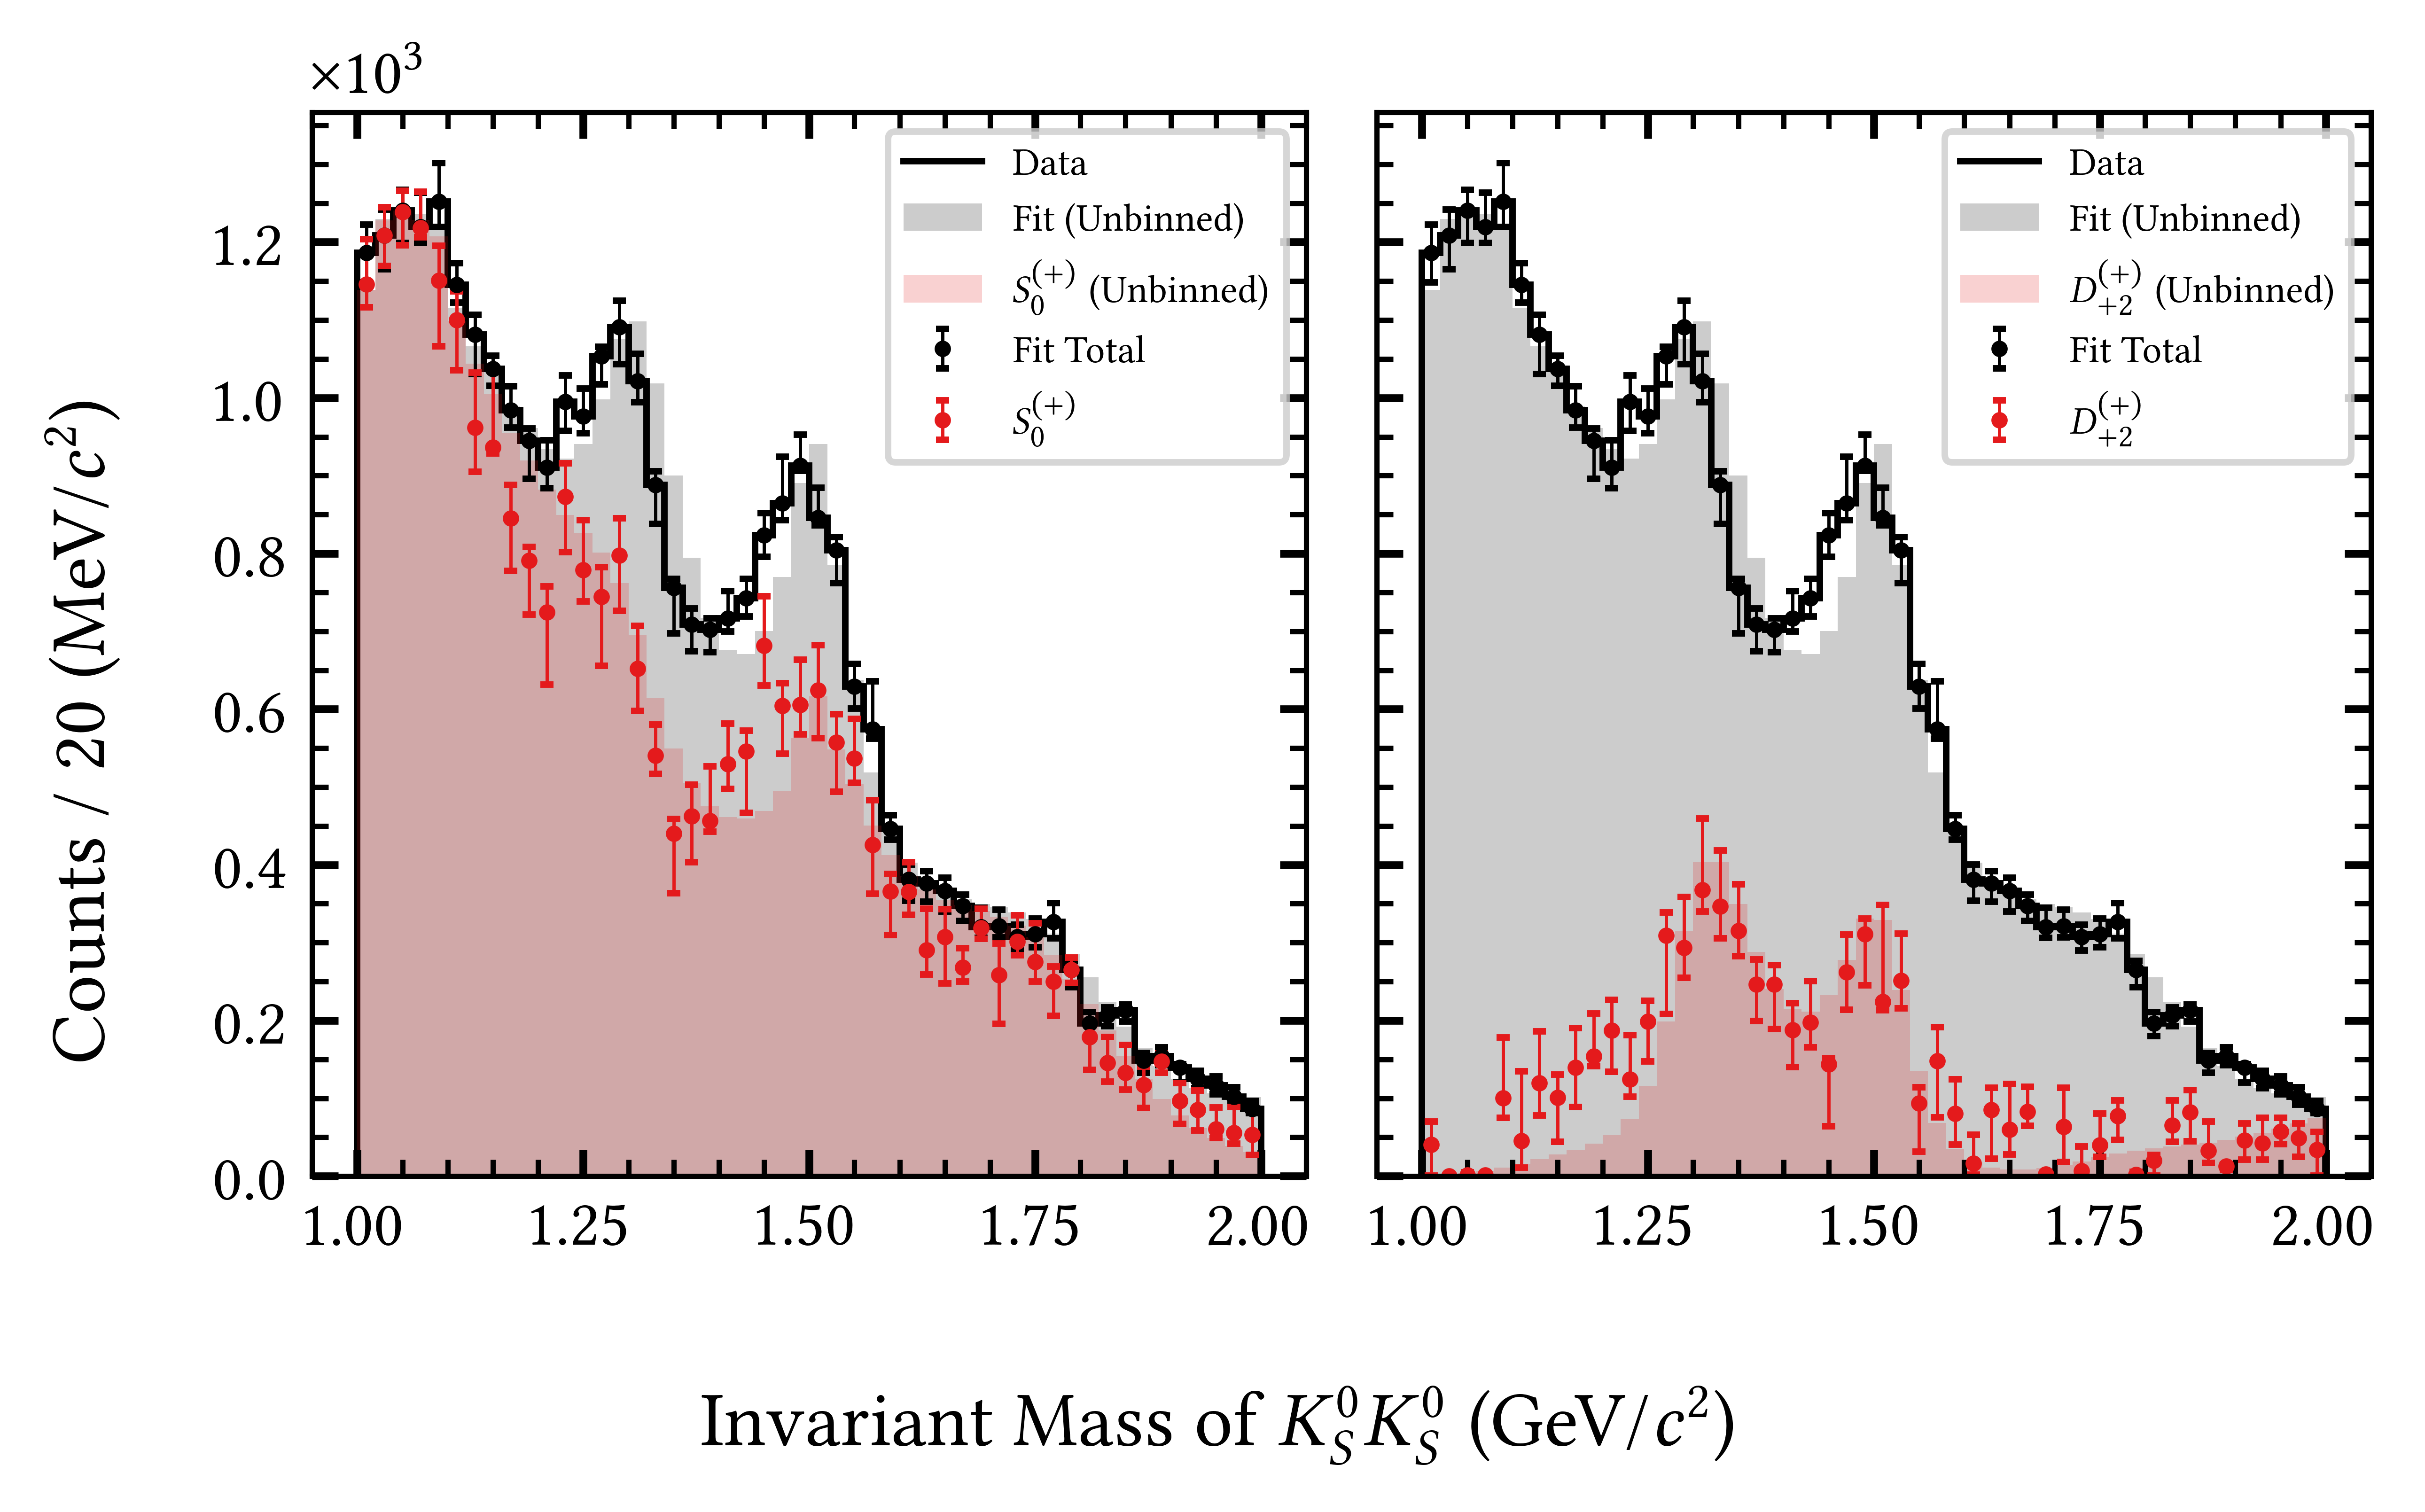 ×10³
Counts / 20 (MeV/c²)
1.2
1.0
0.8
0.6
0.4
0.2
0.0
1.00 1.25 1.50 1.75 2.00
Data
Fit (Unbinned)
S₀⁽⁺⁾ (Unbinned)
Fit Total
S₀⁽⁺⁾
1.00 1.25 1.50 1.75 2.00
Data
Fit (Unbinned)
D₊₂⁽⁺⁾ (Unbinned)
Fit Total
D₊₂⁽⁺⁾
Invariant Mass of K_S⁰K_S⁰ (GeV/c²)